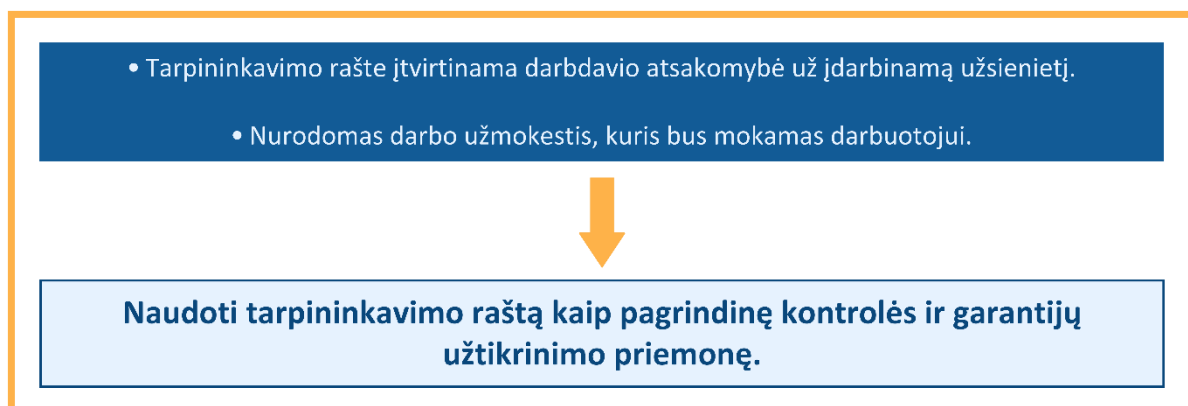 • Tarpininkavimo rašte įtvirtinama darbdavio atsakomybė už įdarbinamą užsienietį.
• Nurodomas darbo užmokestis, kuris bus mokamas darbuotojui.
Naudoti tarpininkavimo raštą kaip pagrindinę kontrolės ir garantijų
užtikrinimo priemonę.